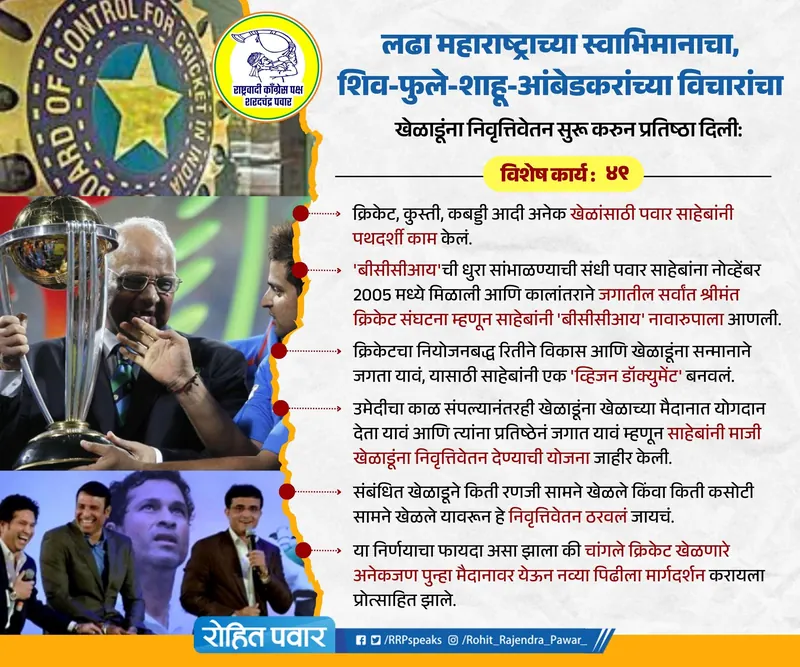 BOARD OF CONTROL FOR CRICKET IN INDIA
राष्ट्रवादी काँग्रेस पक्ष
शरदचंद्र पवार
लढा महाराष्ट्राच्या स्वाभिमानाचा,
शिव-फुले-शाहू-आंबेडकरांच्या विचारांचा
खेळाडूंना निवृत्तिवेतन सुरू करुन प्रतिष्ठा दिली:
विशेष कार्य : ४९
क्रिकेट, कुस्ती, कबड्डी आदी अनेक खेळांसाठी पवार साहेबांनी
पथदर्शी काम केलं.
'बीसीसीआय'ची धुरा सांभाळण्याची संधी पवार साहेबांना नोव्हेंबर
2005 मध्ये मिळाली आणि कालांतराने जगातील सर्वांत श्रीमंत
क्रिकेट संघटना म्हणून साहेबांनी 'बीसीसीआय' नावारुपाला आणली.
क्रिकेटचा नियोजनबद्ध रितीने विकास आणि खेळाडूंना सन्मानाने
जगता यावं, यासाठी साहेबांनी एक 'व्हिजन डॉक्युमेंट' बनवलं.
उमेदीचा काळ संपल्यानंतरही खेळाडूंना खेळाच्या मैदानात योगदान
देता यावं आणि त्यांना प्रतिष्ठेनं जगात यावं म्हणून साहेबांनी माजी
खेळाडूंना निवृत्तिवेतन देण्याची योजना जाहीर केली.
संबंधित खेळाडूने किती रणजी सामने खेळले किंवा किती कसोटी
सामने खेळले यावरून हे निवृत्तिवेतन ठरवलं जायचं.
या निर्णयाचा फायदा असा झाला की चांगले क्रिकेट खेळणारे
अनेकजण पुन्हा मैदानावर येऊन नव्या पिढीला मार्गदर्शन करायला
प्रोत्साहित झाले.
रोहित पवार
/RRPspeaks /Rohit_Rajendra_Pawar_